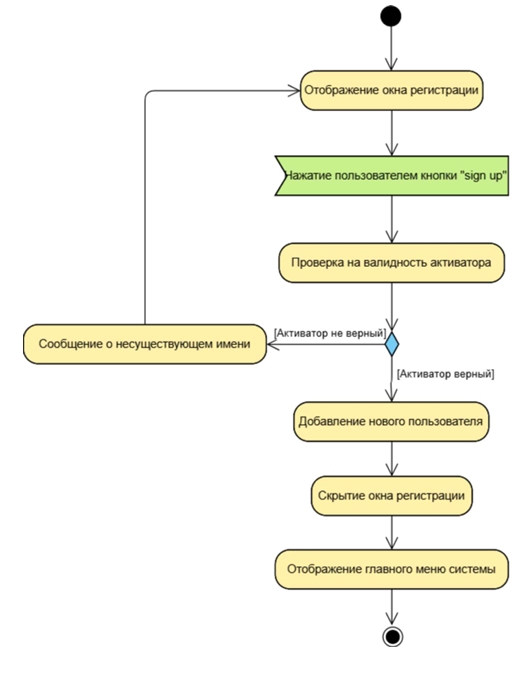 Отображение окна регистрации
Нажатие пользователем кнопки "sign up"
Проверка на валидность активатора
[Активатор не верный]
Сообщение о несуществующем имени
[Активатор верный]
Добавление нового пользователя
Скрытие окна регистрации
Отображение главного меню системы